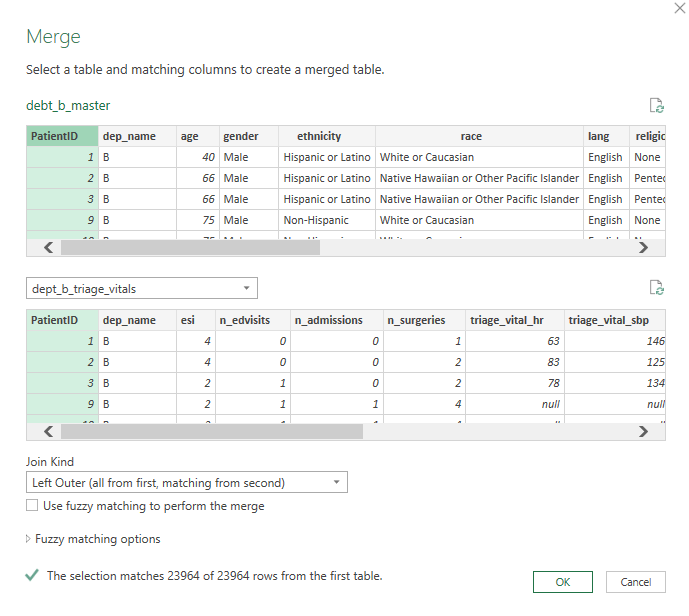 Merge
Select a table and matching columns to create a merged table.
debt_b_master
PatientID dep_name age gender ethnicity race lang
1 B 40 Male Hispanic or Latino White or Caucasian English None
2 B 66 Male Hispanic or Latino Native Hawaiian or Other Pacific Islander English
3 B 66 Male Hispanic or Latino Native Hawaiian or Other Pacific Islander English
9 B 75 Male Non-Hispanic White or Caucasian English None
dept_b_triage_vitals
PatientID dep_name esi n_edvisits n_admissions n_surgeries triage_vital_hr triage_vital_sbp
1 B 4 0 0 1 63 146
2 B 4 0 0 2 83 125
3 B 2 1 0 2 78 134
9 B 2 1 1 4 null null
Join Kind
Left Outer (all from first, matching from second)
Use fuzzy matching to perform the merge
Fuzzy matching options
The selection matches 23964 of 23964 rows from the first table.
OK Cancel